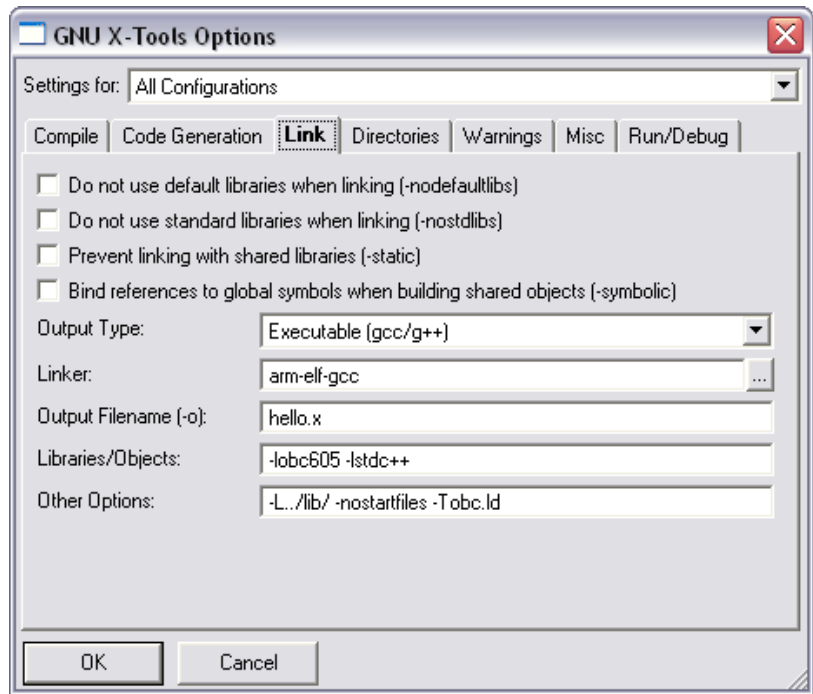 GNU X-Tools Options
Settings for: All Configurations
Compile Code Generation Link Directories Warnings Misc Run/Debug
Do not use default libraries when linking (-nodefaultlibs)
Do not use standard libraries when linking (-nostdlibs)
Prevent linking with shared libraries (-static)
Bind references to global symbols when building shared objects (-symbolic)
Output Type: Executable (gcc/g++)
Linker: arm-elf-gcc ...
Output Filename (-o): hello.x
Libraries/Objects: -lobc605 -lstdc++
Other Options: -L../lib/ -nostartfiles -Tobc.ld
OK Cancel